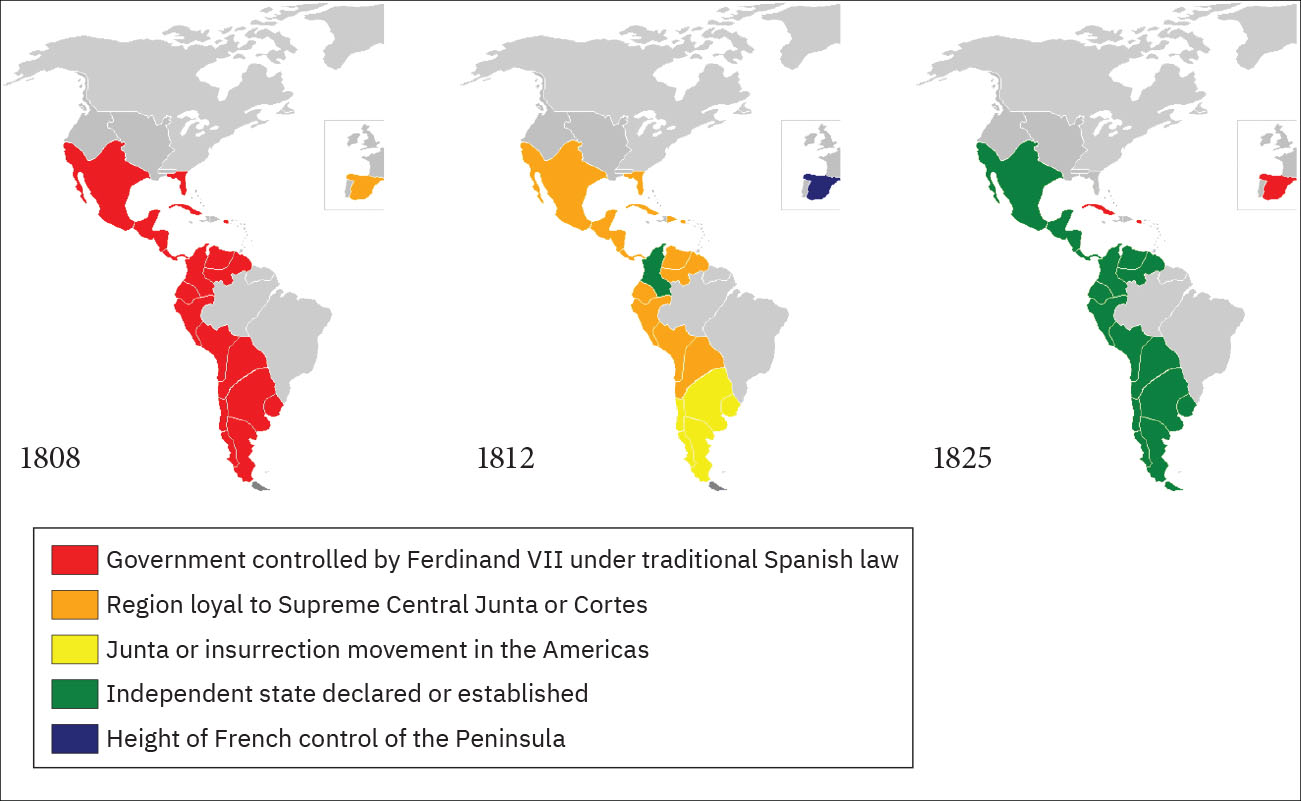 1808
1812
1825
Government controlled by Ferdinand VII under traditional Spanish law
Region loyal to Supreme Central Junta or Cortes
Junta or insurrection movement in the Americas
Independent state declared or established
Height of French control of the Peninsula